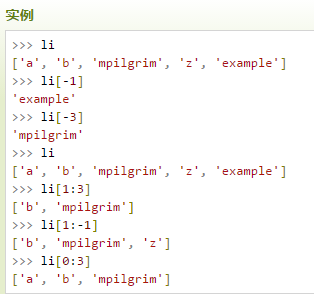 实例
>>> li
['a', 'b', 'mpilgrim', 'z', 'example']
>>> li[-1]
'example'
>>> li[-3]
'mpilgrim'
>>> li
['a', 'b', 'mpilgrim', 'z', 'example']
>>> li[1:3]
['b', 'mpilgrim']
>>> li[1:-1]
['b', 'mpilgrim', 'z']
>>> li[0:3]
['a', 'b', 'mpilgrim']